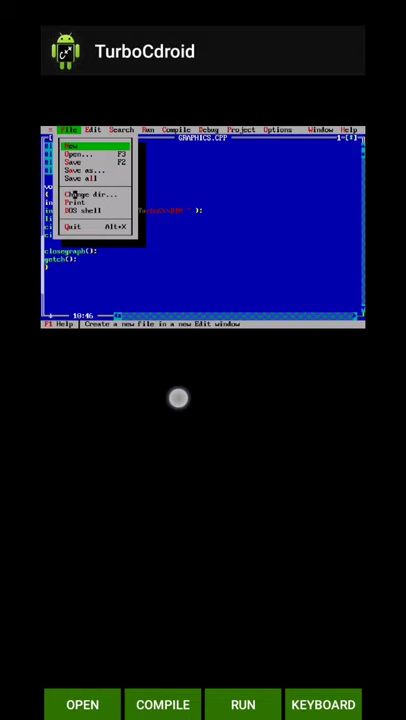 TurboCdroid
≡ File Edit Search Run Compile Debug Project Options Window Help
GRAPHICS.CPP 1-[↕]
New
Open... F3
Save F2
Save as...
Save all
Change dir...
Print
DOS shell
Quit Alt+X
);
closegraph();
getch();
}
10:46
F1 Help Create a new file in a new Edit window
OPEN COMPILE RUN KEYBOARD